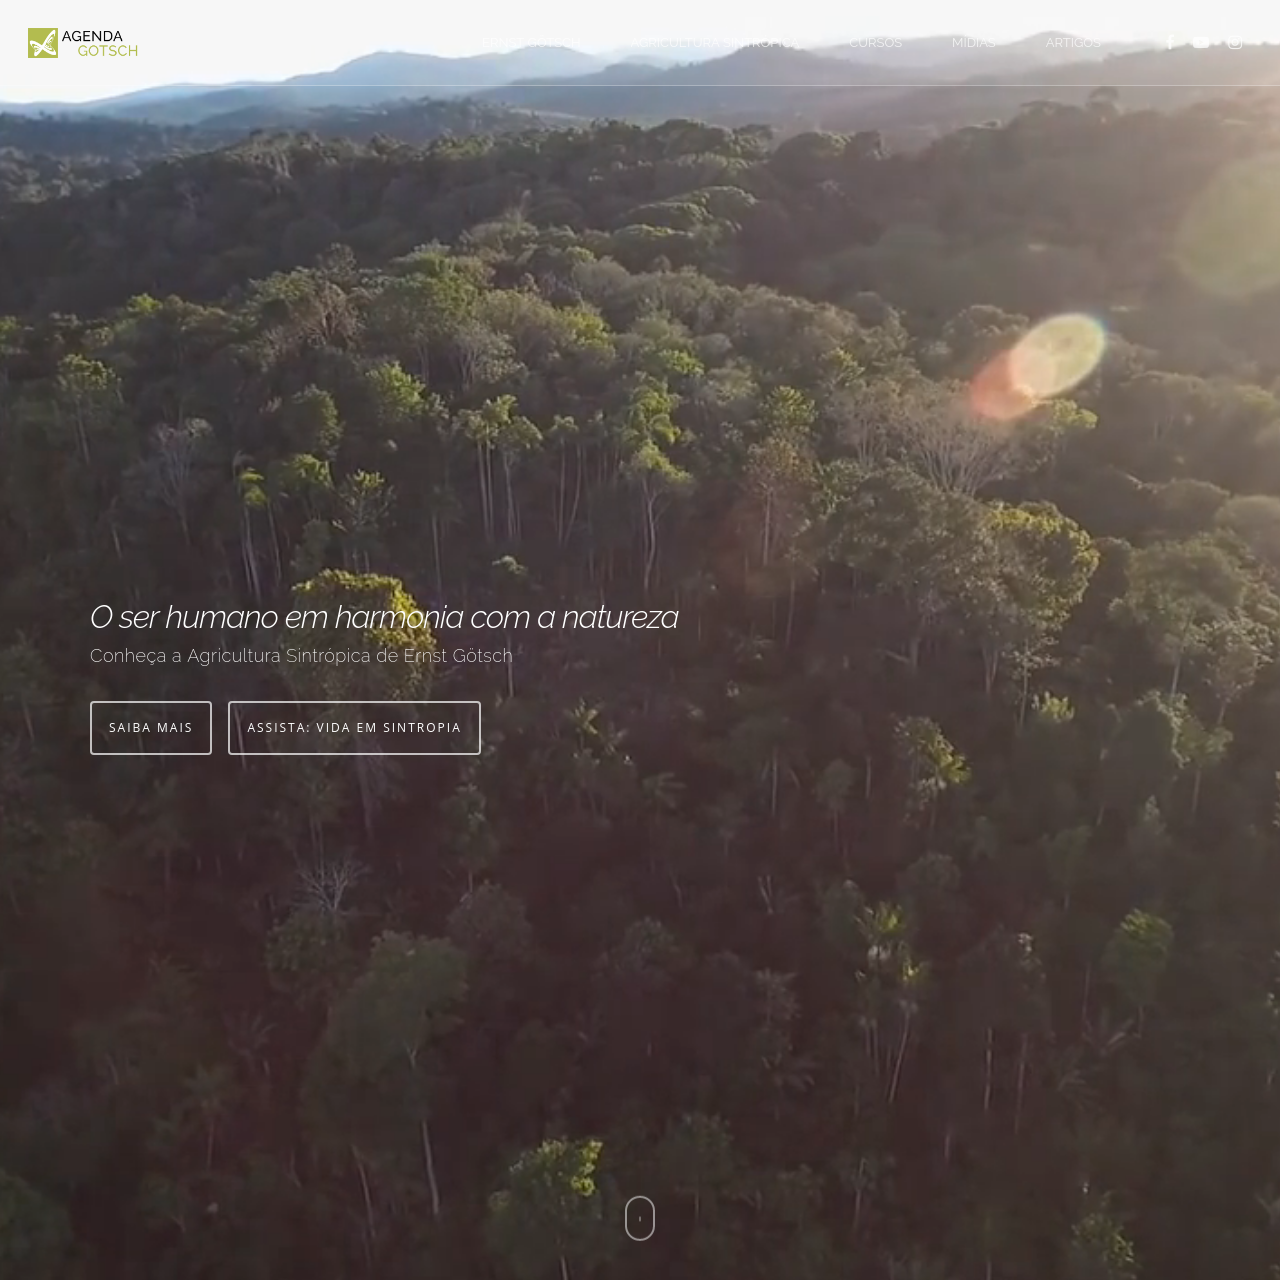 AGENDA
GOTSCH
AGRICULTURA SINTRÓPICA
CURSOS
MÍDIAS
ARTIGOS
O ser humano em harmonia com a natureza
Conheça a Agricultura Sintrópica de Ernst Götsch
SAIBA MAIS
ASSISTA: VIDA EM SINTROPIA